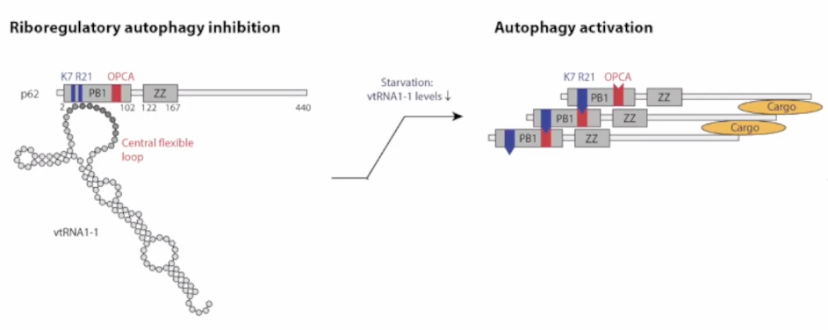 Riboregulatory autophagy inhibition
K7 R21 OPCA
p62 PB1 ZZ
2 102 122 167 440
Central flexible
loop
vtRNA1-1
Starvation:
vtRNA1-1 levels ↓
Autophagy activation
K7 R21 OPCA
PB1 ZZ
Cargo
PB1 ZZ
Cargo
PB1 ZZ